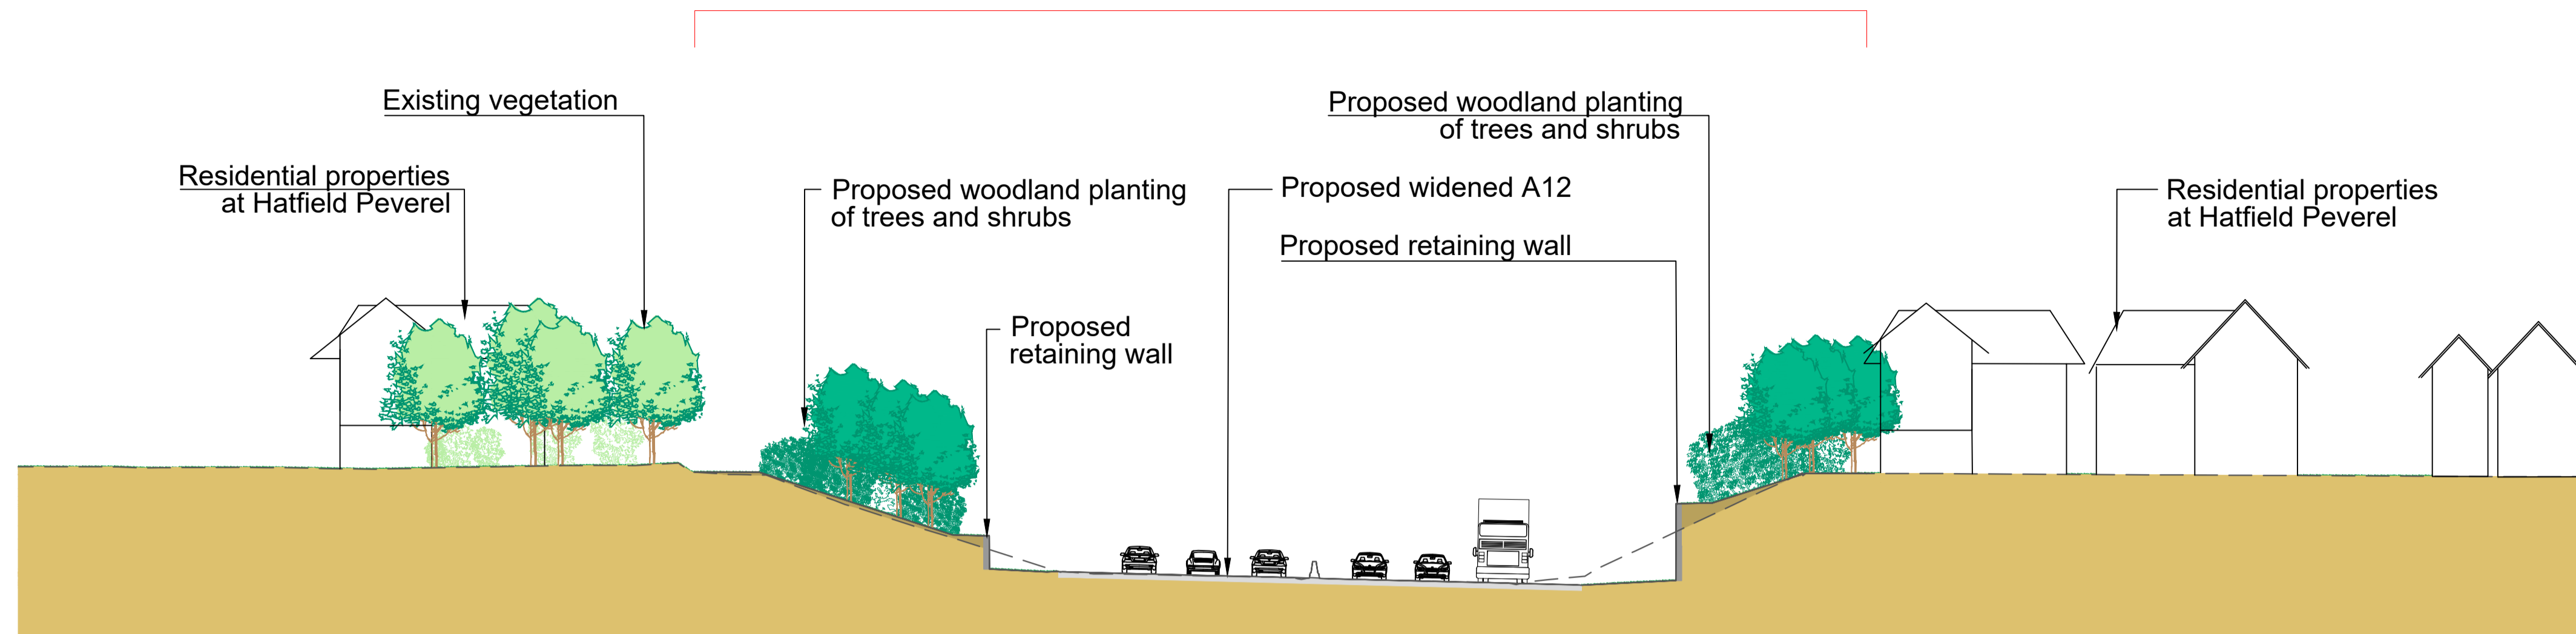 Existing vegetation
Residential properties
at Hatfield Peverel
Proposed woodland planting
of trees and shrubs
Proposed
retaining wall
Proposed widened A12
Proposed retaining wall
Proposed woodland planting
of trees and shrubs
Residential properties
at Hatfield Peverel